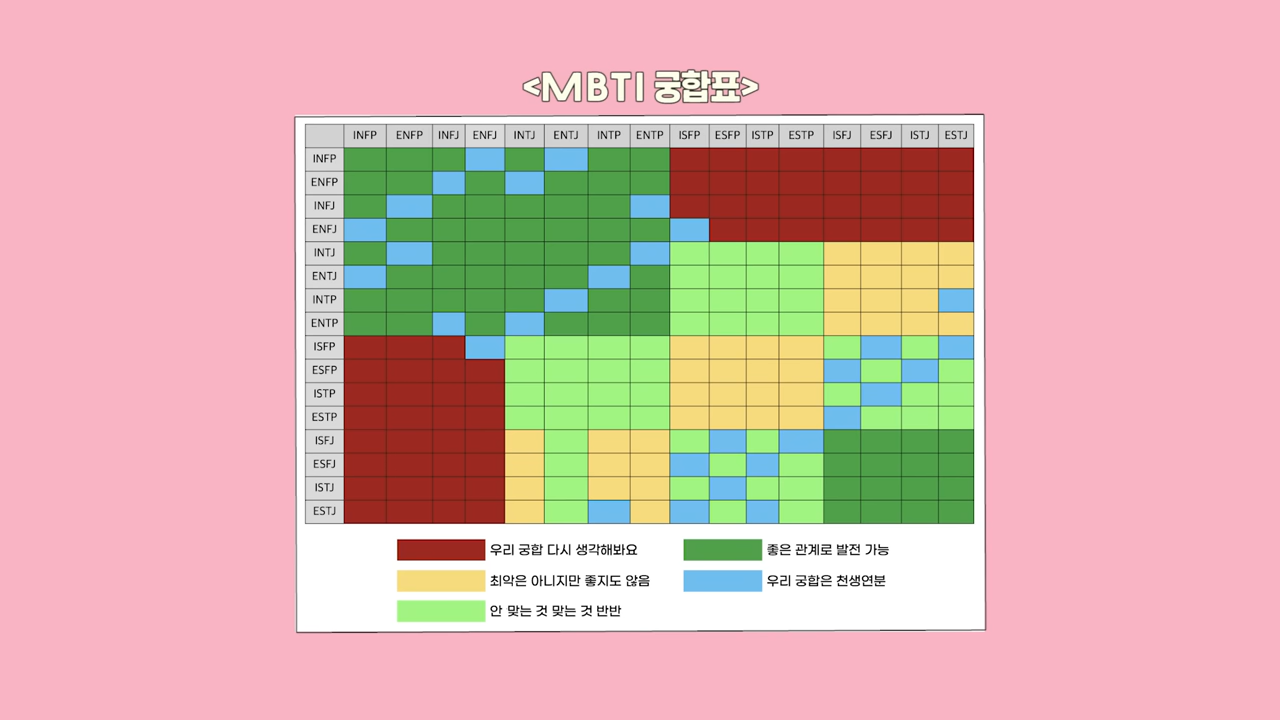 <MBTI 궁합표>
INFP ENFP INFJ ENFJ INTJ ENTJ INTP ENTP ISFP ESFP ISTP ESTP ISFJ ESFJ ISTJ ESTJ
INFP
ENFP
INFJ
ENFJ
INTJ
ENTJ
INTP
ENTP
ISFP
ESFP
ISTP
ESTP
ISFJ
ESFJ
ISTJ
ESTJ
우리 궁합 다시 생각해봐요 좋은 관계로 발전 가능
최악은 아니지만 좋지도 않음 우리 궁합은 천생연분
안 맞는 것 맞는 것 반반